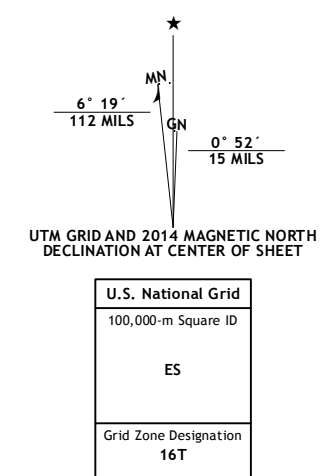 MN
GN
6° 19´
112 MILS
0° 52´
15 MILS
UTM GRID AND 2014 MAGNETIC NORTH
DECLINATION AT CENTER OF SHEET
U.S. National Grid
100,000-m Square ID
ES
Grid Zone Designation
16T